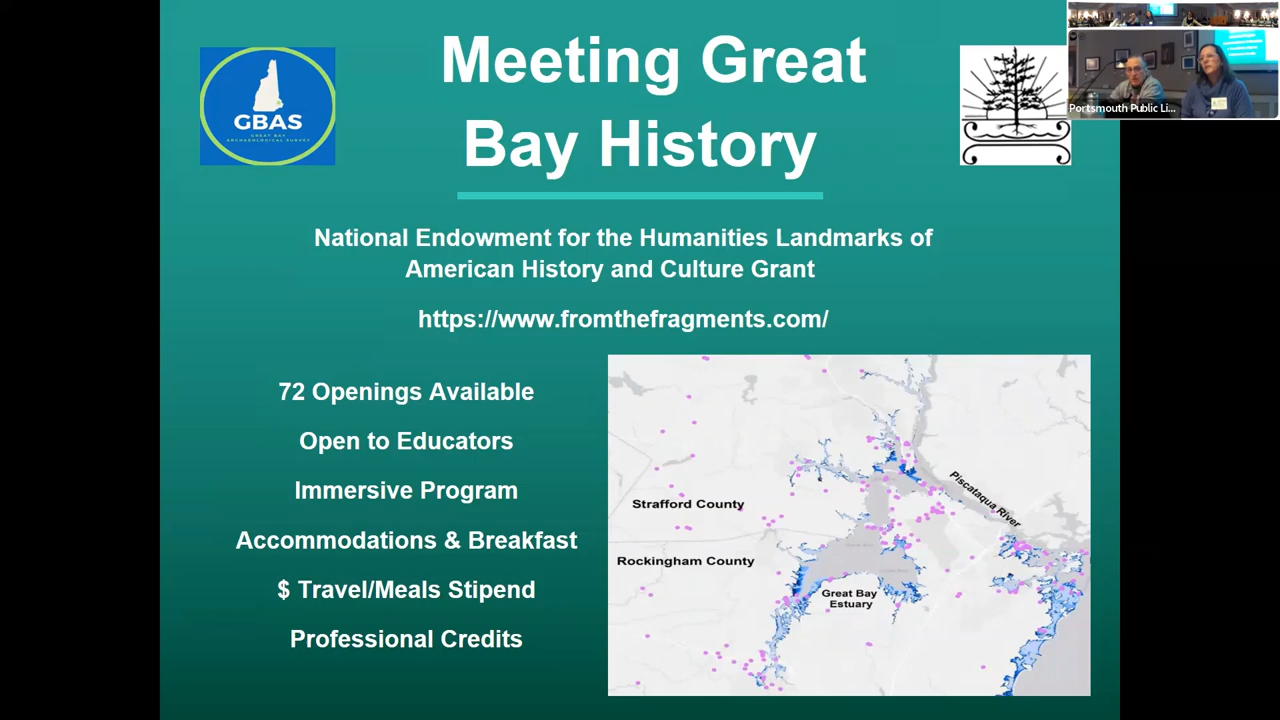 Meeting Great
Bay History
GBAS
GREAT BAY
ARCHAEOLOGICAL SURVEY
Portsmouth Public Li...
National Endowment for the Humanities Landmarks of
American History and Culture Grant
https://www.fromthefragments.com/
72 Openings Available
Open to Educators
Immersive Program
Accommodations & Breakfast
$ Travel/Meals Stipend
Professional Credits
Piscataqua River
Strafford County
Rockingham County
Great Bay
Estuary